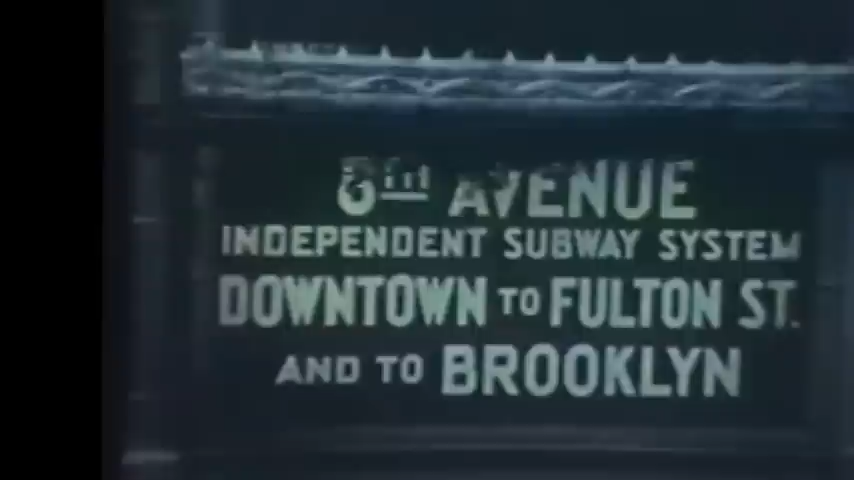 8TH AVENUE
INDEPENDENT SUBWAY SYSTEM
DOWNTOWN TO FULTON ST.
AND TO BROOKLYN